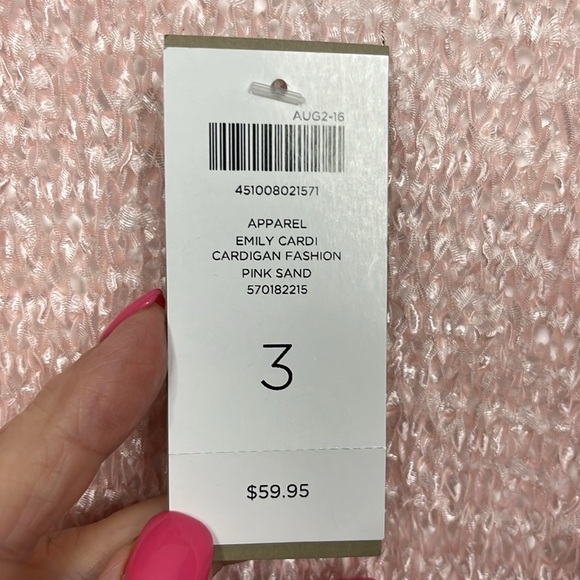 AUG2-16
451008021571
APPAREL
EMILY CARDI
CARDIGAN FASHION
PINK SAND
570182215
3
$59.95